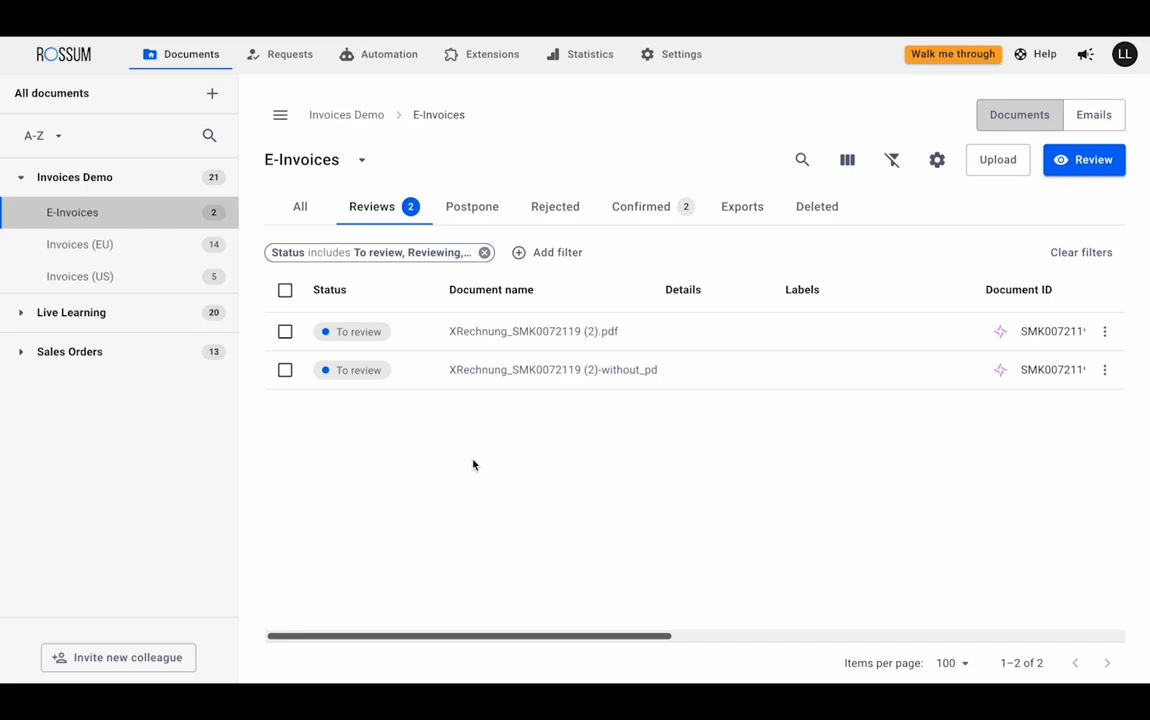 ROSSUM
Documents
Requests
Automation
Extensions
Statistics
Settings
Walk me through
Help
LL
All documents
A-Z
Invoices Demo 21
E-Invoices 2
Invoices (EU) 14
Invoices (US) 5
Live Learning 20
Sales Orders 13
Invite new colleague
Invoices Demo > E-Invoices
Documents
Emails
E-Invoices
Upload
Review
All
Reviews 2
Postpone
Rejected
Confirmed 2
Exports
Deleted
Status includes To review, Reviewing,...
Add filter
Clear filters
Status Document name Details Labels Document ID
To review XRechnung_SMK0072119 (2).pdf SMK007211
To review XRechnung_SMK0072119 (2)-without_pd SMK007211
Items per page: 100 1–2 of 2